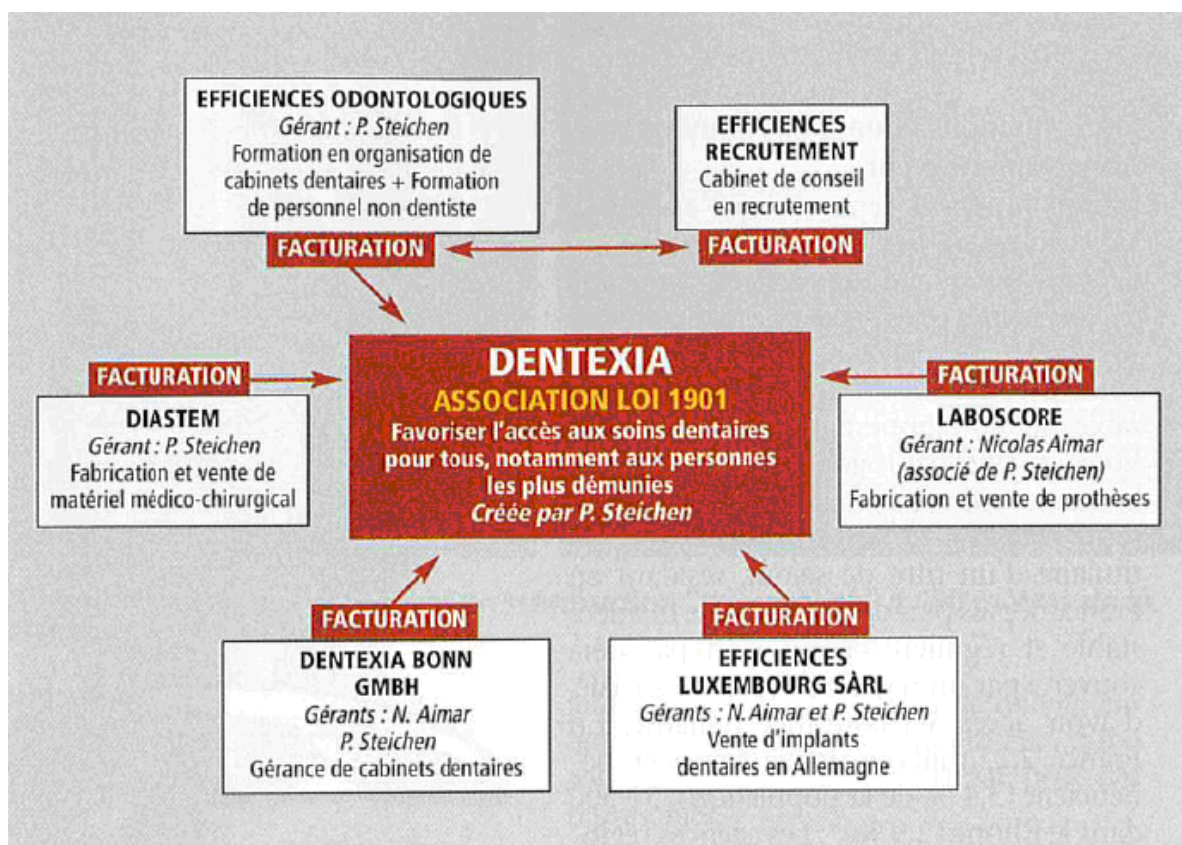 EFFICIENCES ODONTOLOGIQUES
Gérant : P. Steichen
Formation en organisation de
cabinets dentaires + Formation
de personnel non dentiste
FACTURATION
EFFICIENCES
RECRUTEMENT
Cabinet de conseil
en recrutement
FACTURATION
FACTURATION
DIASTEM
Gérant : P. Steichen
Fabrication et vente de
matériel médico-chirurgical
DENTEXIA
ASSOCIATION LOI 1901
Favoriser l'accès aux soins dentaires
pour tous, notamment aux personnes
les plus démunies
Créée par P. Steichen
FACTURATION
LABOSCORE
Gérant : Nicolas Aimar
(associé de P. Steichen)
Fabrication et vente de prothèses
FACTURATION
DENTEXIA BONN
GMBH
Gérants : N. Aimar
P. Steichen
Gérance de cabinets dentaires
FACTURATION
EFFICIENCES
LUXEMBOURG SÀRL
Gérants : N. Aimar et P. Steichen
Vente d'implants
dentaires en Allemagne